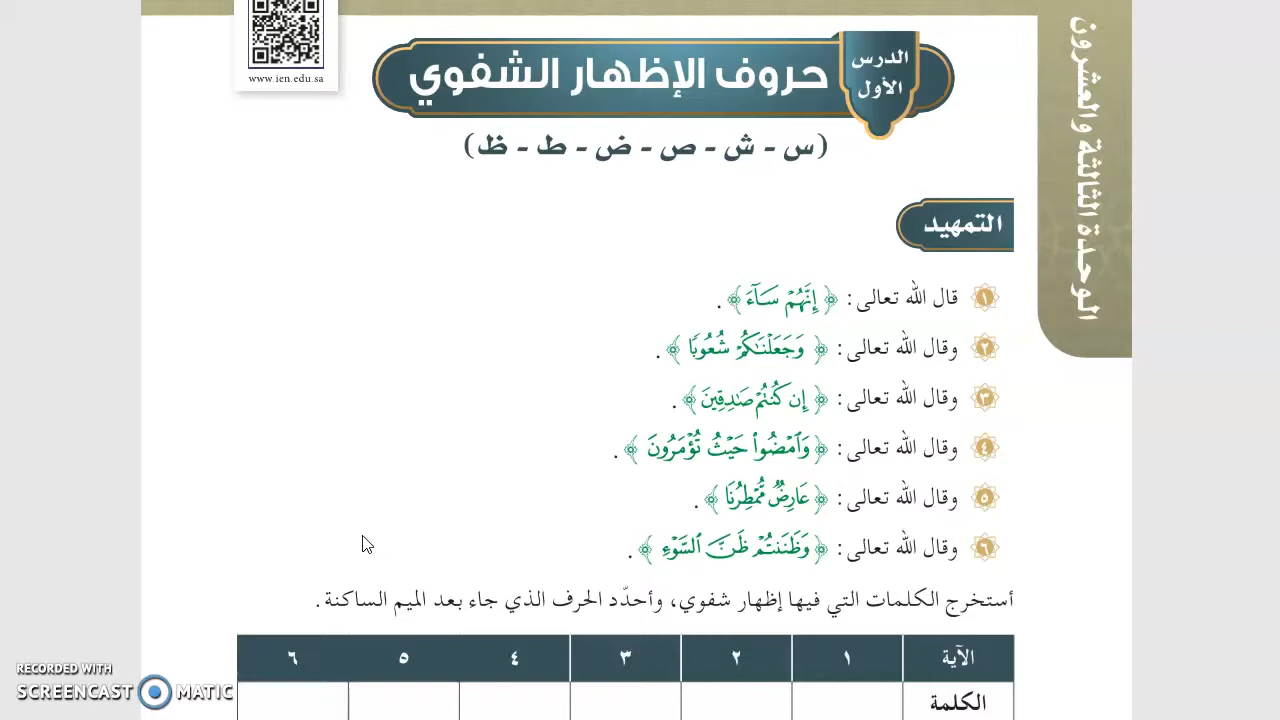 www.ien.edu.sa
الدرس الأول
حروف الإظهار الشفوي
(س - ش - ص - ض - ط - ظ)
الوحدة الثالثة والعشرون
التمهيد
١ قال الله تعالى: ﴿ إِنَّهُمْ سَآءَ ﴾ .
٢ وقال الله تعالى: ﴿ وَجَعَلْنَٰكُمْ شُعُوبًا ﴾ .
٣ وقال الله تعالى: ﴿ إِن كُنتُمْ صَٰدِقِينَ ﴾ .
٤ وقال الله تعالى: ﴿ وَٱمْضُوا۟ حَيْثُ تُؤْمَرُونَ ﴾ .
٥ وقال الله تعالى: ﴿ عَارِضٌ مُّمْطِرُنَا ﴾ .
٦ وقال الله تعالى: ﴿ وَظَنَنتُمْ ظَنَّ ٱلسَّوْءِ ﴾ .
أستخرج الكلمات التي فيها إظهار شفوي، وأحدّد الحرف الذي جاء بعد الميم الساكنة.
الآية ١ ٢ ٣ ٤ ٥ ٦
الكلمة
RECORDED WITH
SCREENCAST MATIC